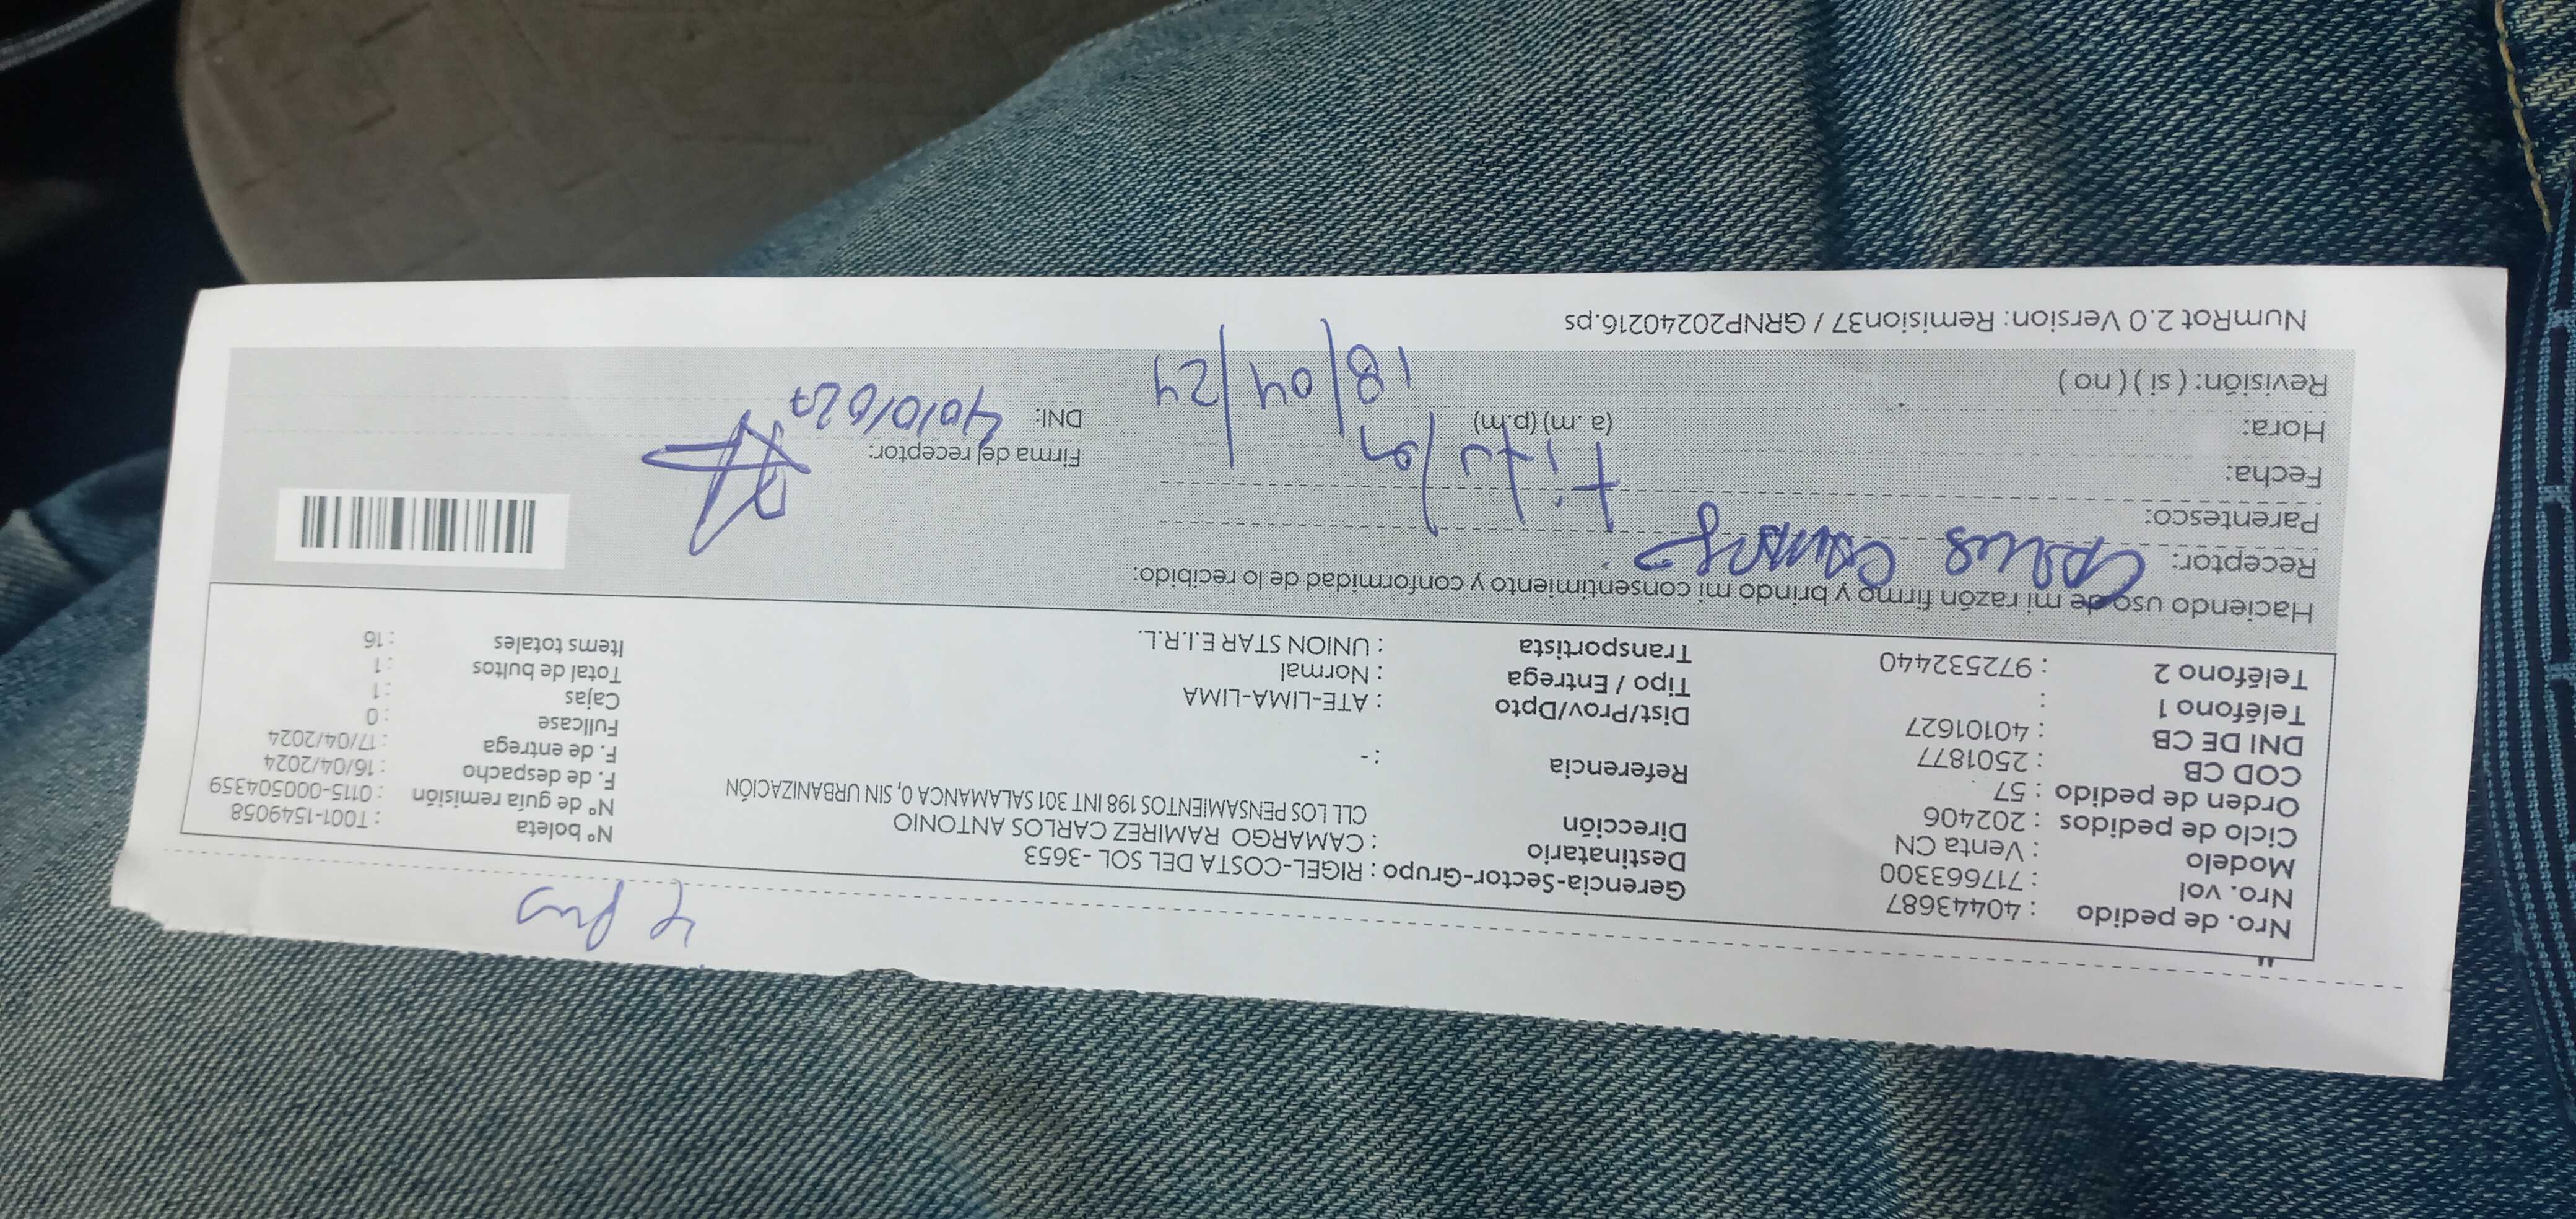 4 pus
Nro. de pedido : 40443687
Nro. vol : 717663300
Modelo : Venta CN
Ciclo de pedidos : 202406
Orden de pedido : 57
COD CB : 2501877
DNI DE CB : 40101627
Teléfono 1 :
Teléfono 2 : 972532440
Gerencia-Sector-Grupo : RIGEL-COSTA DEL SOL -3653
Destinatario : CAMARGO RAMIREZ CARLOS ANTONIO
Dirección CLL LOS PENSAMIENTOS 198 INT 301 SALAMANCA 0, SIN URBANIZACIÓN
Referencia : -
Dist/Prov/Dpto : ATE-LIMA-LIMA
Tipo / Entrega : Normal
Transportista : UNION STAR E.I.R.L.
N° boleta : T001-1549058
N° de guía remisión : 0115-000504359
F. de despacho : 16/04/2024
F. de entrega : 17/04/2024
Fullcase : 0
Cajas : 1
Total de bultos : 1
Items totales : 16
Haciendo uso de mi razón firmo y brindo mi consentimiento y conformidad de lo recibido:
Receptor: Carlos Camargo
Parentesco: titular
Fecha: 18/04/24
Hora: (a.m) (p.m)
Revisión: ( si ) ( no )
Firma del receptor:
DNI: 40101627
NumRot 2.0 Version: Remision37 / GRNP20240216.ps